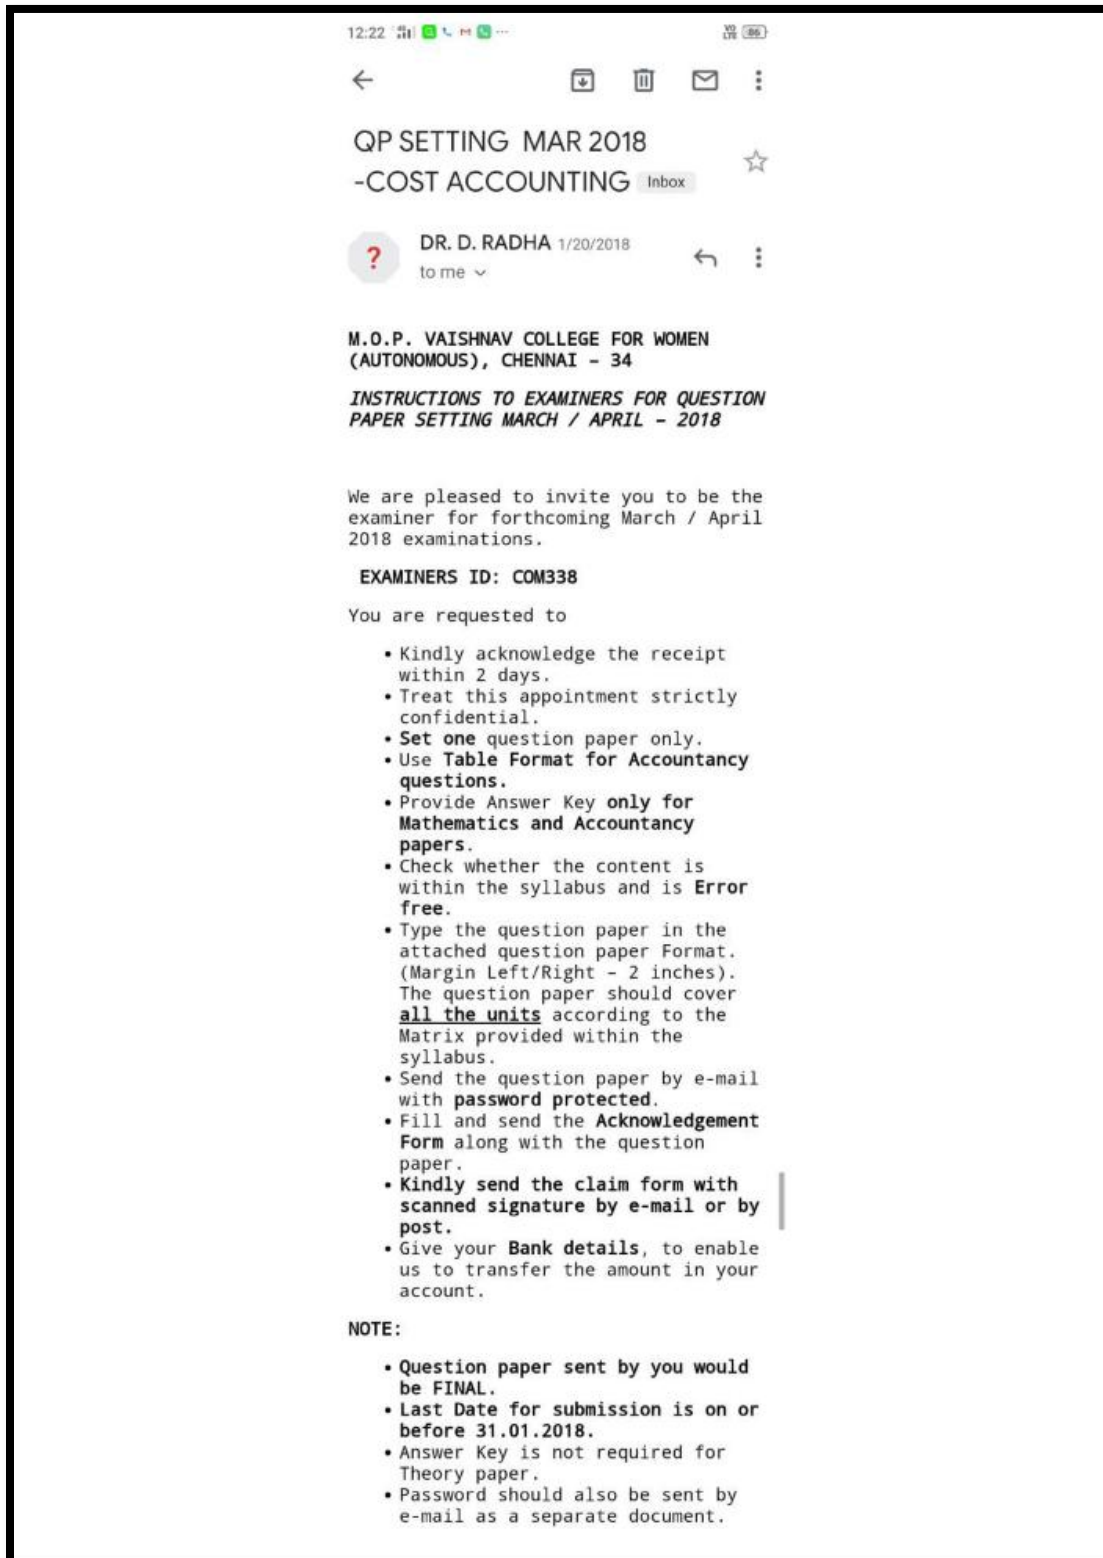 12:22
VO
LTE
86
QP SETTING MAR 2018
-COST ACCOUNTING Inbox
?
DR. D. RADHA 1/20/2018
to me
M.O.P. VAISHNAV COLLEGE FOR WOMEN
(AUTONOMOUS), CHENNAI – 34
INSTRUCTIONS TO EXAMINERS FOR QUESTION
PAPER SETTING MARCH / APRIL – 2018
We are pleased to invite you to be the
examiner for forthcoming March / April
2018 examinations.
EXAMINERS ID: COM338
You are requested to
• Kindly acknowledge the receipt
within 2 days.
• Treat this appointment strictly
confidential.
• Set one question paper only.
• Use Table Format for Accountancy
questions.
• Provide Answer Key only for
Mathematics and Accountancy
papers.
• Check whether the content is
within the syllabus and is Error
free.
• Type the question paper in the
attached question paper Format.
(Margin Left/Right – 2 inches).
The question paper should cover
all the units according to the
Matrix provided within the
syllabus.
• Send the question paper by e-mail
with password protected.
• Fill and send the Acknowledgement
Form along with the question
paper.
• Kindly send the claim form with
scanned signature by e-mail or by
post.
• Give your Bank details, to enable
us to transfer the amount in your
account.
NOTE:
• Question paper sent by you would
be FINAL.
• Last Date for submission is on or
before 31.01.2018.
• Answer Key is not required for
Theory paper.
• Password should also be sent by
e-mail as a separate document.